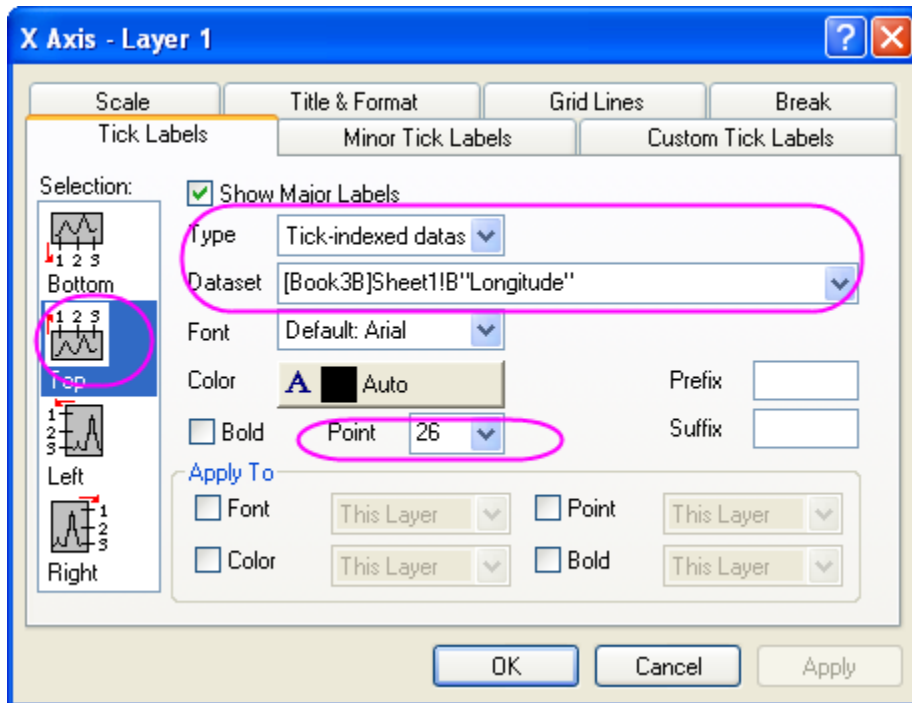 X Axis - Layer 1
Scale Title & Format Grid Lines Break
Tick Labels Minor Tick Labels Custom Tick Labels
Selection:
1 2 3
Bottom
1 2 3
Top
1
2
3
Left
1
2
3
Right
Show Major Labels
Type Tick-indexed datas
Dataset [Book3B]Sheet1!B"Longitude"
Font Default: Arial
Color A Auto Prefix
Bold Point 26 Suffix
Apply To
Font This Layer Point This Layer
Color This Layer Bold This Layer
OK Cancel Apply